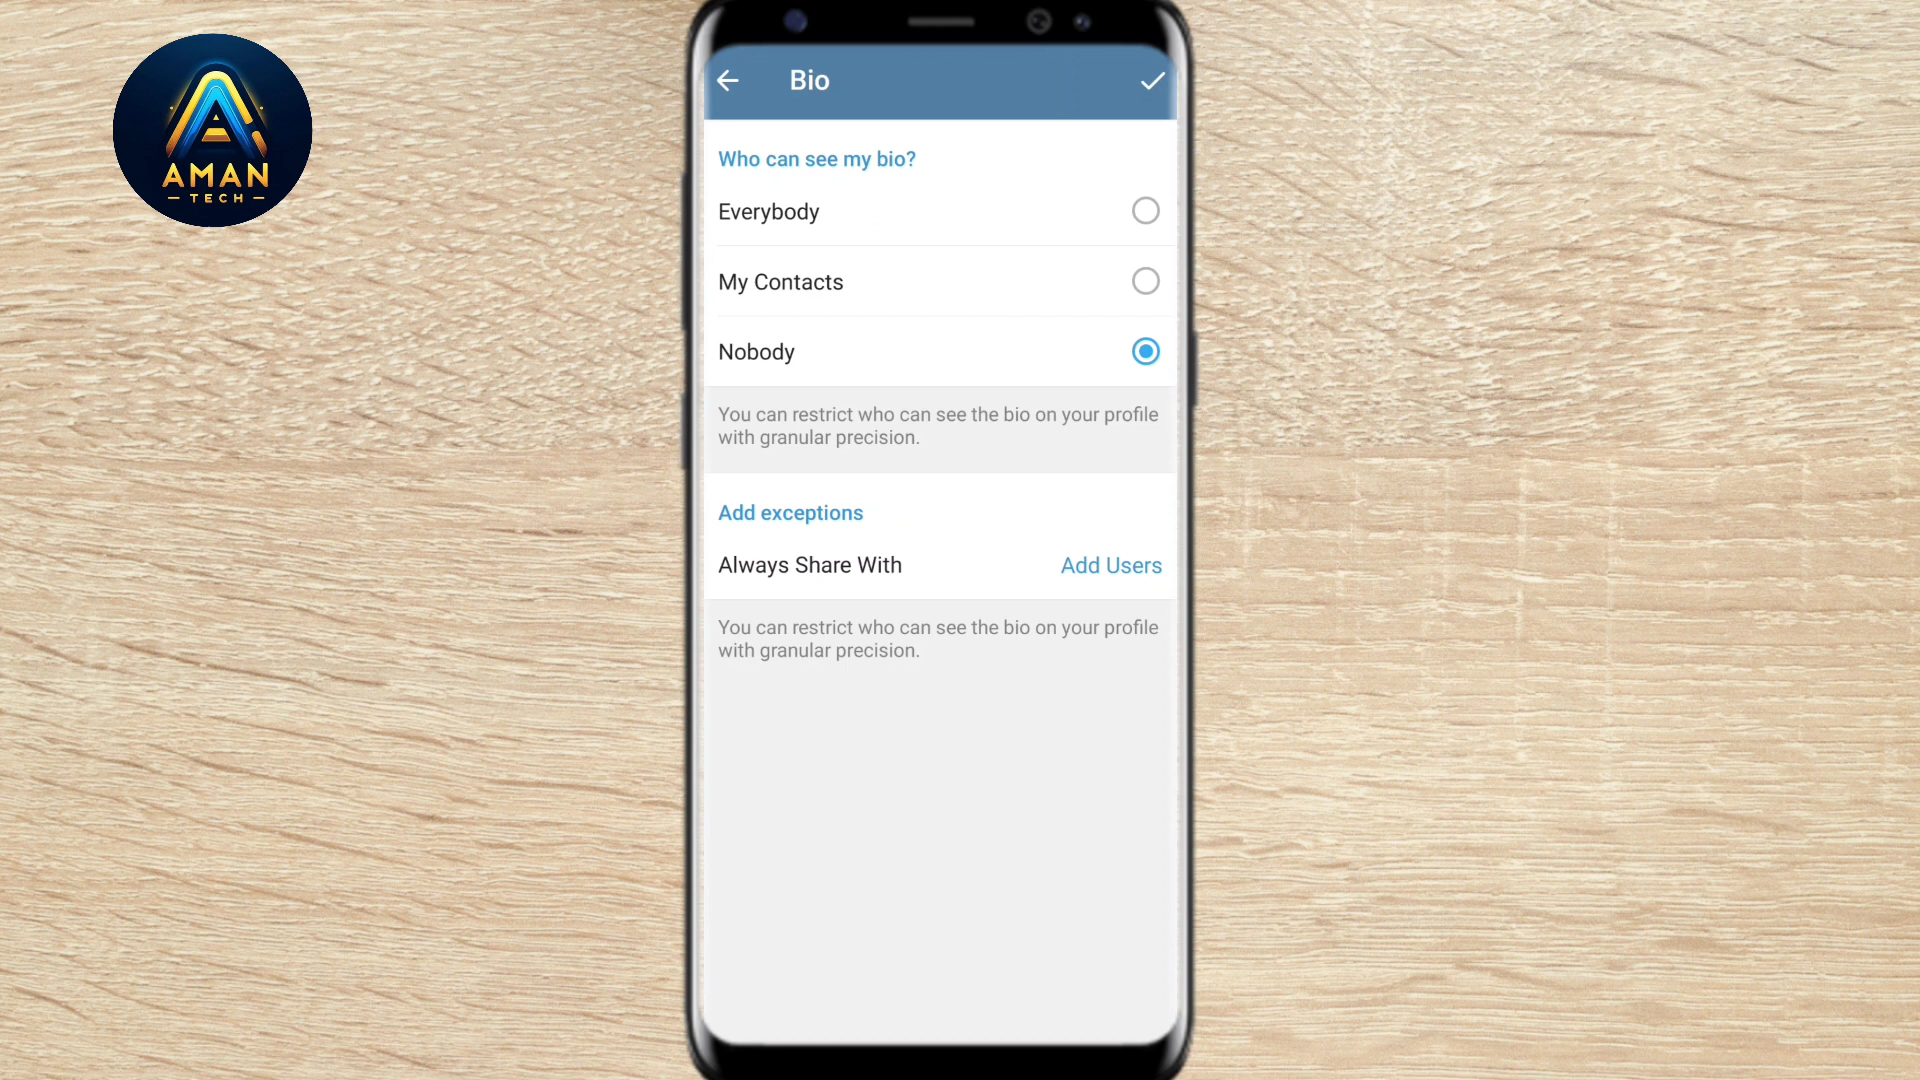 AMAN
TECH
Bio
Who can see my bio?
Everybody
My Contacts
Nobody
You can restrict who can see the bio on your profile
with granular precision.
Add exceptions
Always Share With
Add Users
You can restrict who can see the bio on your profile
with granular precision.